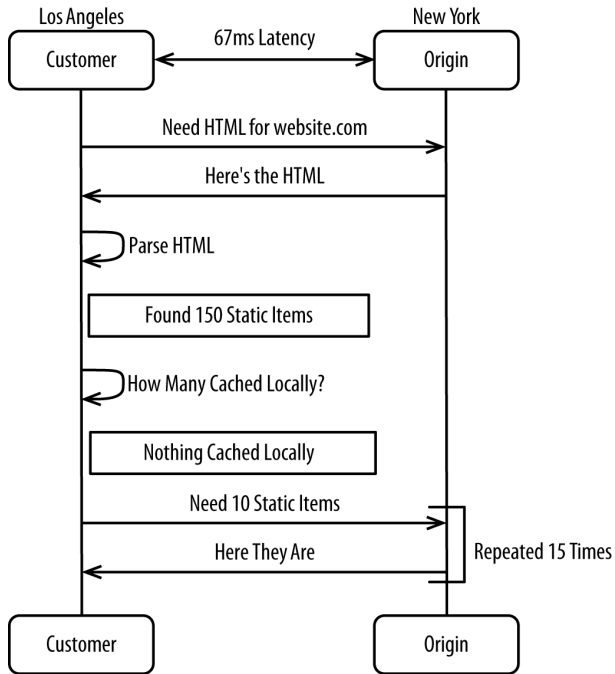 Los Angeles
New York
67ms Latency
Customer
Origin
Need HTML for website.com
Here's the HTML
Parse HTML
Found 150 Static Items
How Many Cached Locally?
Nothing Cached Locally
Need 10 Static Items
Here They Are
Repeated 15 Times
Customer
Origin